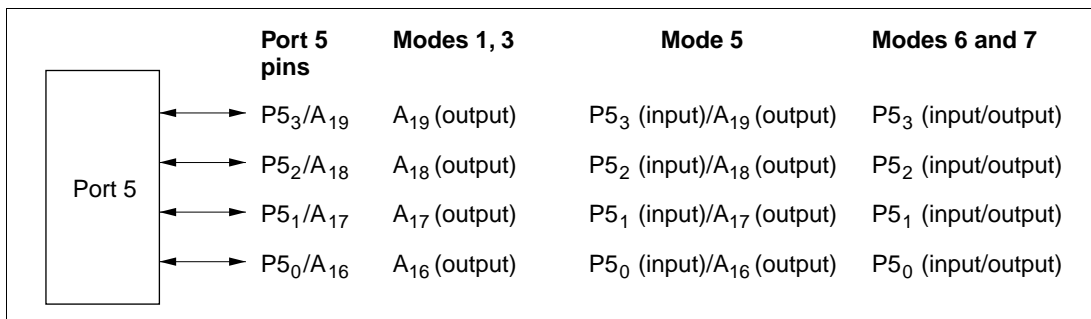 Port 5 pins Modes 1, 3 Mode 5 Modes 6 and 7
P5₃/A₁₉ A₁₉ (output) P5₃ (input)/A₁₉ (output) P5₃ (input/output)
P5₂/A₁₈ A₁₈ (output) P5₂ (input)/A₁₈ (output) P5₂ (input/output)
Port 5
P5₁/A₁₇ A₁₇ (output) P5₁ (input)/A₁₇ (output) P5₁ (input/output)
P5₀/A₁₆ A₁₆ (output) P5₀ (input)/A₁₆ (output) P5₀ (input/output)